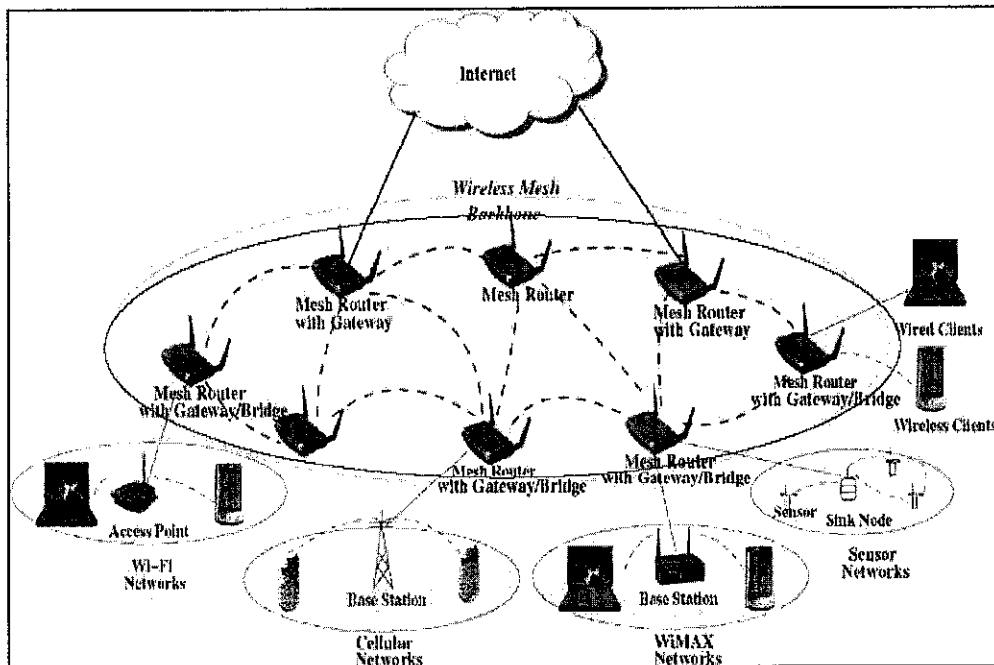 Internet
Wireless Mesh
Backbone
Mesh Router
with Gateway
Mesh Router
Mesh Router
with Gateway
Wired Clients
Mesh Router
with Gateway/Bridge
Mesh Router
with Gateway/Bridge
Wireless Clients
Mesh Router
with Gateway/Bridge
Mesh Router
with Gateway/Bridge
Access Point
Sensor
Sink Node
Wi-Fi
Networks
Sensor
Networks
Base Station
Base Station
Cellular
Networks
WiMAX
Networks